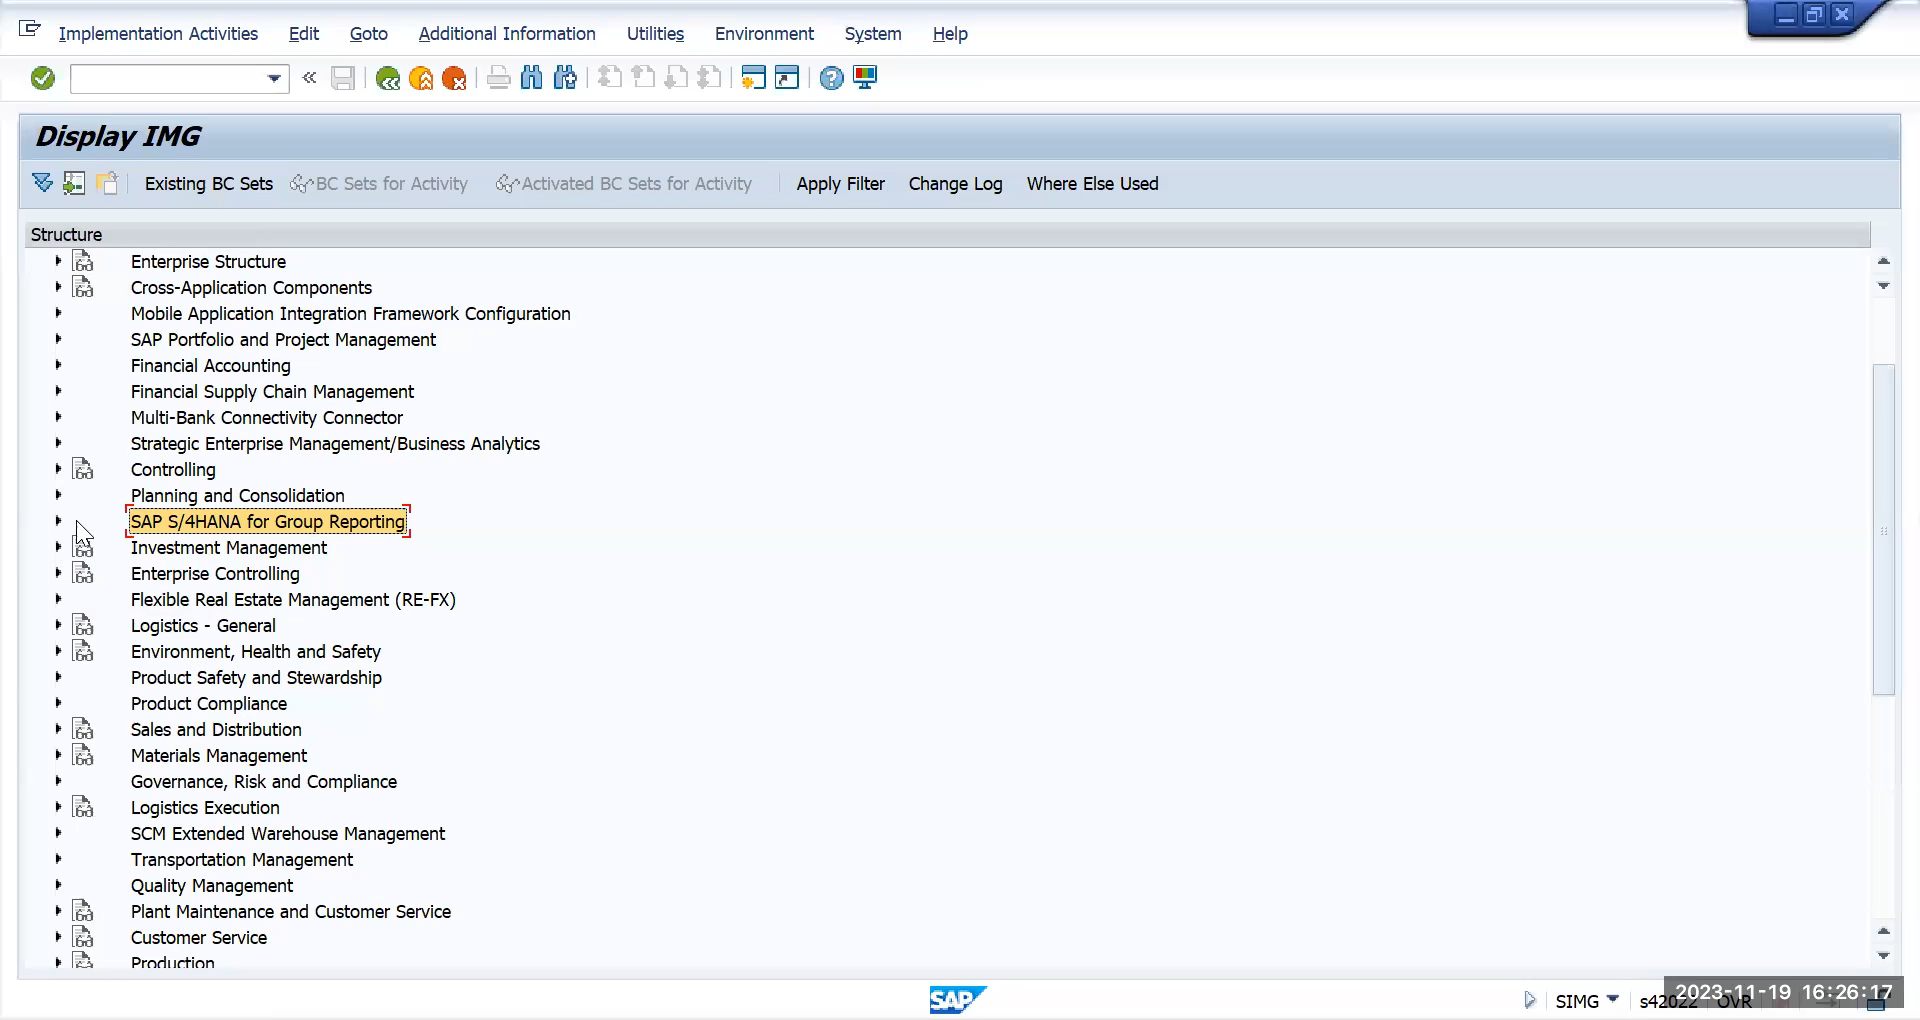 Implementation Activities Edit Goto Additional Information Utilities Environment System Help
Display IMG
Existing BC Sets BC Sets for Activity Activated BC Sets for Activity Apply Filter Change Log Where Else Used
Structure
Enterprise Structure
Cross-Application Components
Mobile Application Integration Framework Configuration
SAP Portfolio and Project Management
Financial Accounting
Financial Supply Chain Management
Multi-Bank Connectivity Connector
Strategic Enterprise Management/Business Analytics
Controlling
Planning and Consolidation
SAP S/4HANA for Group Reporting
Investment Management
Enterprise Controlling
Flexible Real Estate Management (RE-FX)
Logistics - General
Environment, Health and Safety
Product Safety and Stewardship
Product Compliance
Sales and Distribution
Materials Management
Governance, Risk and Compliance
Logistics Execution
SCM Extended Warehouse Management
Transportation Management
Quality Management
Plant Maintenance and Customer Service
Customer Service
Production
SAP SIMG s42022 OVR
2023-11-19 16:26:17